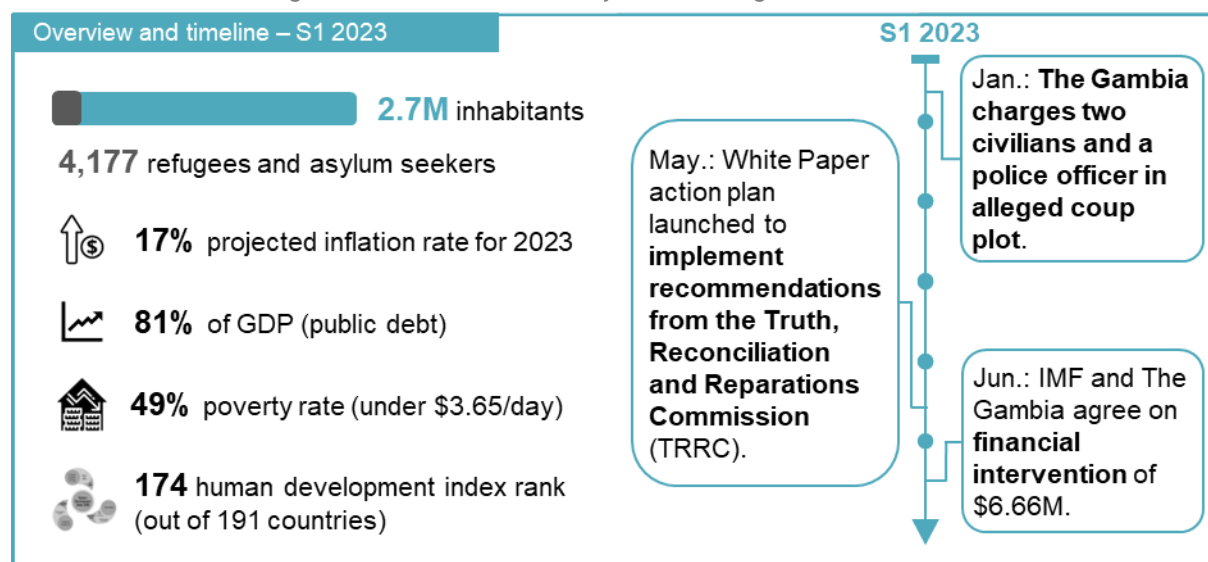 Overview and timeline – S1 2023
2.7M inhabitants
4,177 refugees and asylum seekers
17% projected inflation rate for 2023
81% of GDP (public debt)
49% poverty rate (under $3.65/day)
174 human development index rank
(out of 191 countries)
S1 2023
Jan.: The Gambia
charges two
civilians and a
police officer in
alleged coup
plot.
May.: White Paper
action plan
launched to
implement
recommendations
from the Truth,
Reconciliation
and Reparations
Commission
(TRRC).
Jun.: IMF and The
Gambia agree on
financial
intervention of
$6.66M.